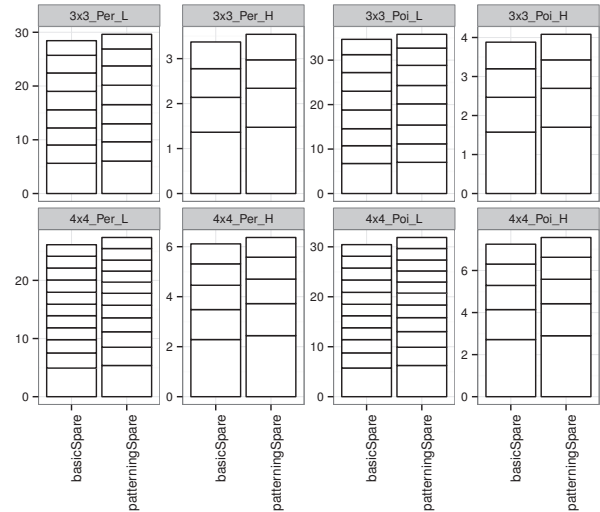 3x3_Per_L
3x3_Per_H
3x3_Poi_L
3x3_Poi_H
30
20
10
0
3
2
1
0
30
20
10
0
4
3
2
1
0
4x4_Per_L
4x4_Per_H
4x4_Poi_L
4x4_Poi_H
20
10
0
6
4
2
0
30
20
10
0
6
4
2
0
basicSpare
patterningSpare
basicSpare
patterningSpare
basicSpare
patterningSpare
basicSpare
patterningSpare